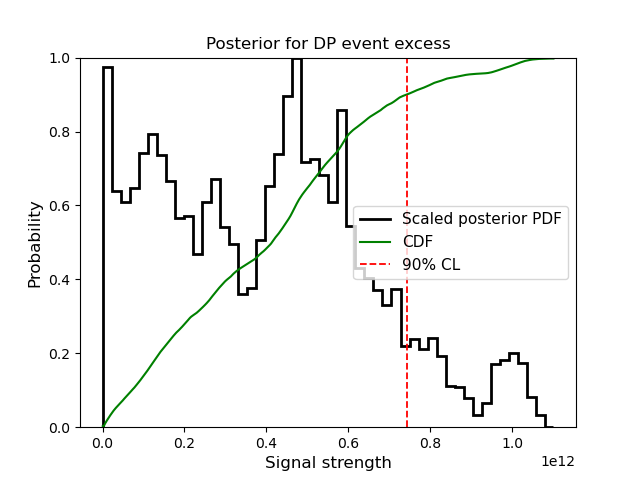 Posterior for DP event excess
1.0
0.8
0.6
0.4
0.2
0.0
Probability
Scaled posterior PDF
CDF
90% CL
0.0 0.2 0.4 0.6 0.8 1.0
1e12
Signal strength